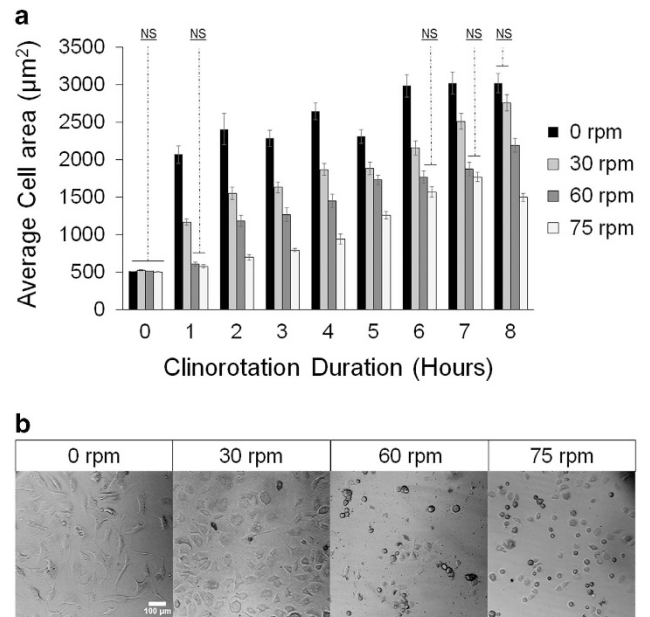 a
NS NS NS NS NS
3500
3000
2500
2000
1500
1000
500
0
Average Cell area (µm²)
0 rpm
30 rpm
60 rpm
75 rpm
0 1 2 3 4 5 6 7 8
Clinorotation Duration (Hours)
b
0 rpm 30 rpm 60 rpm 75 rpm
100 µm